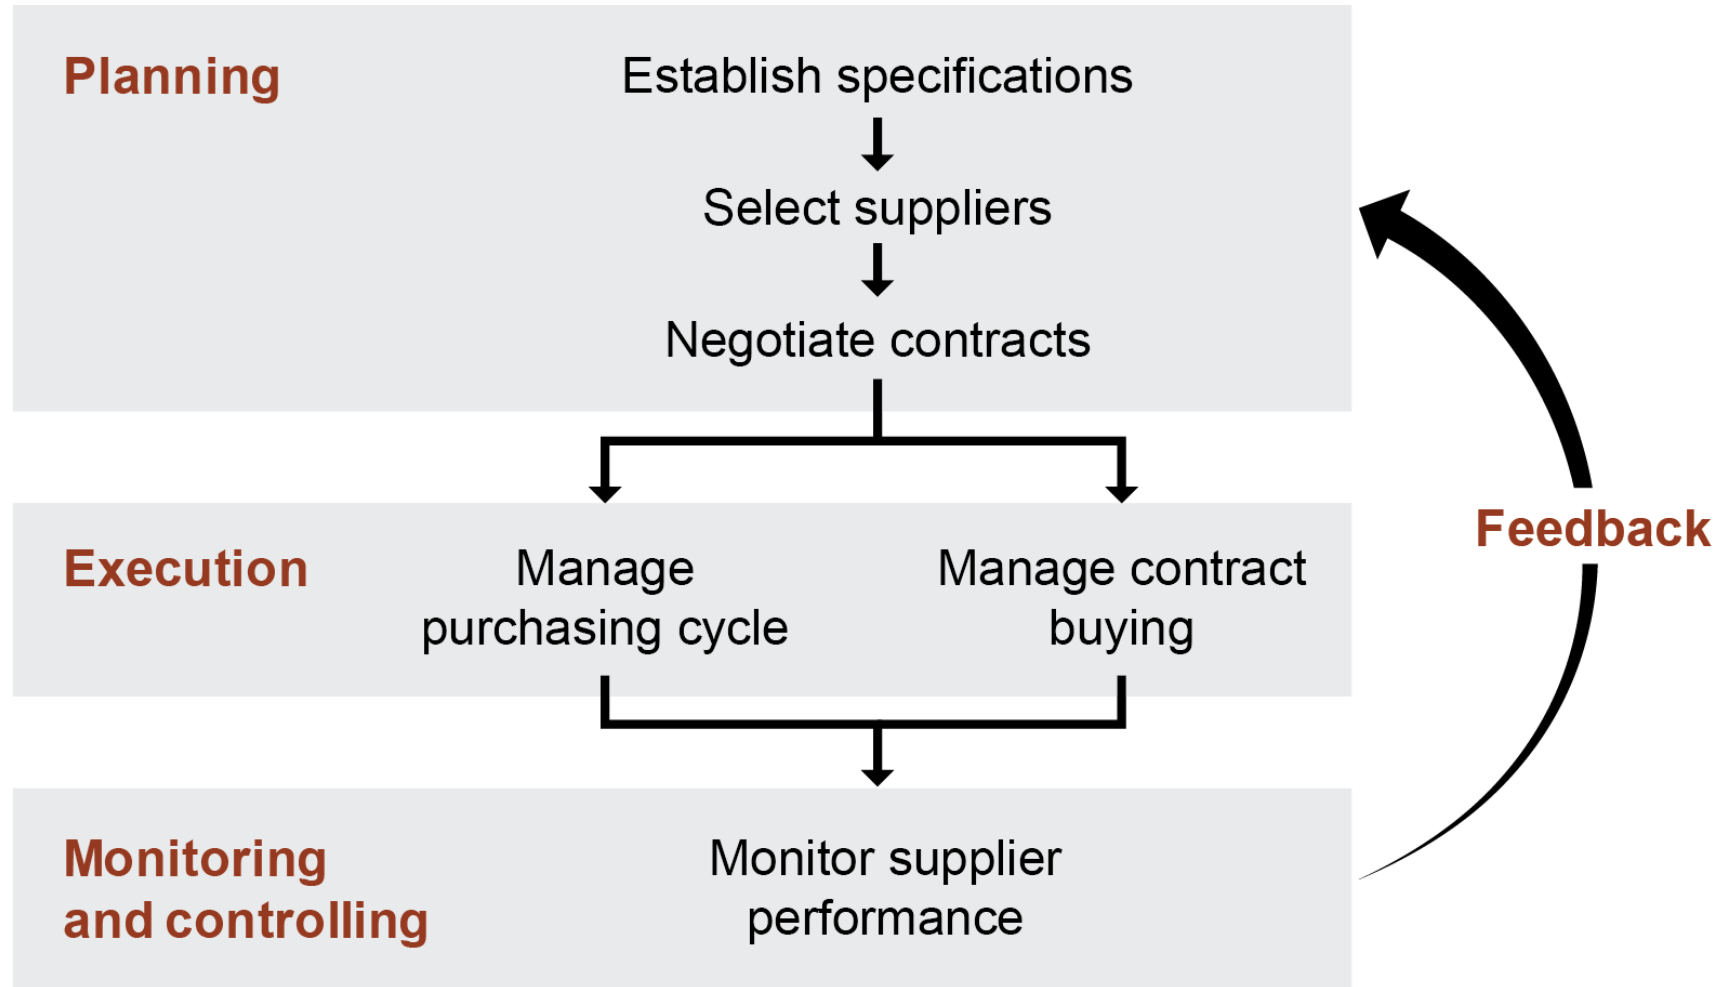 Planning
Establish specifications
Select suppliers
Negotiate contracts
Feedback
Execution
Manage
purchasing cycle
Manage contract
buying
Monitoring
and controlling
Monitor supplier
performance